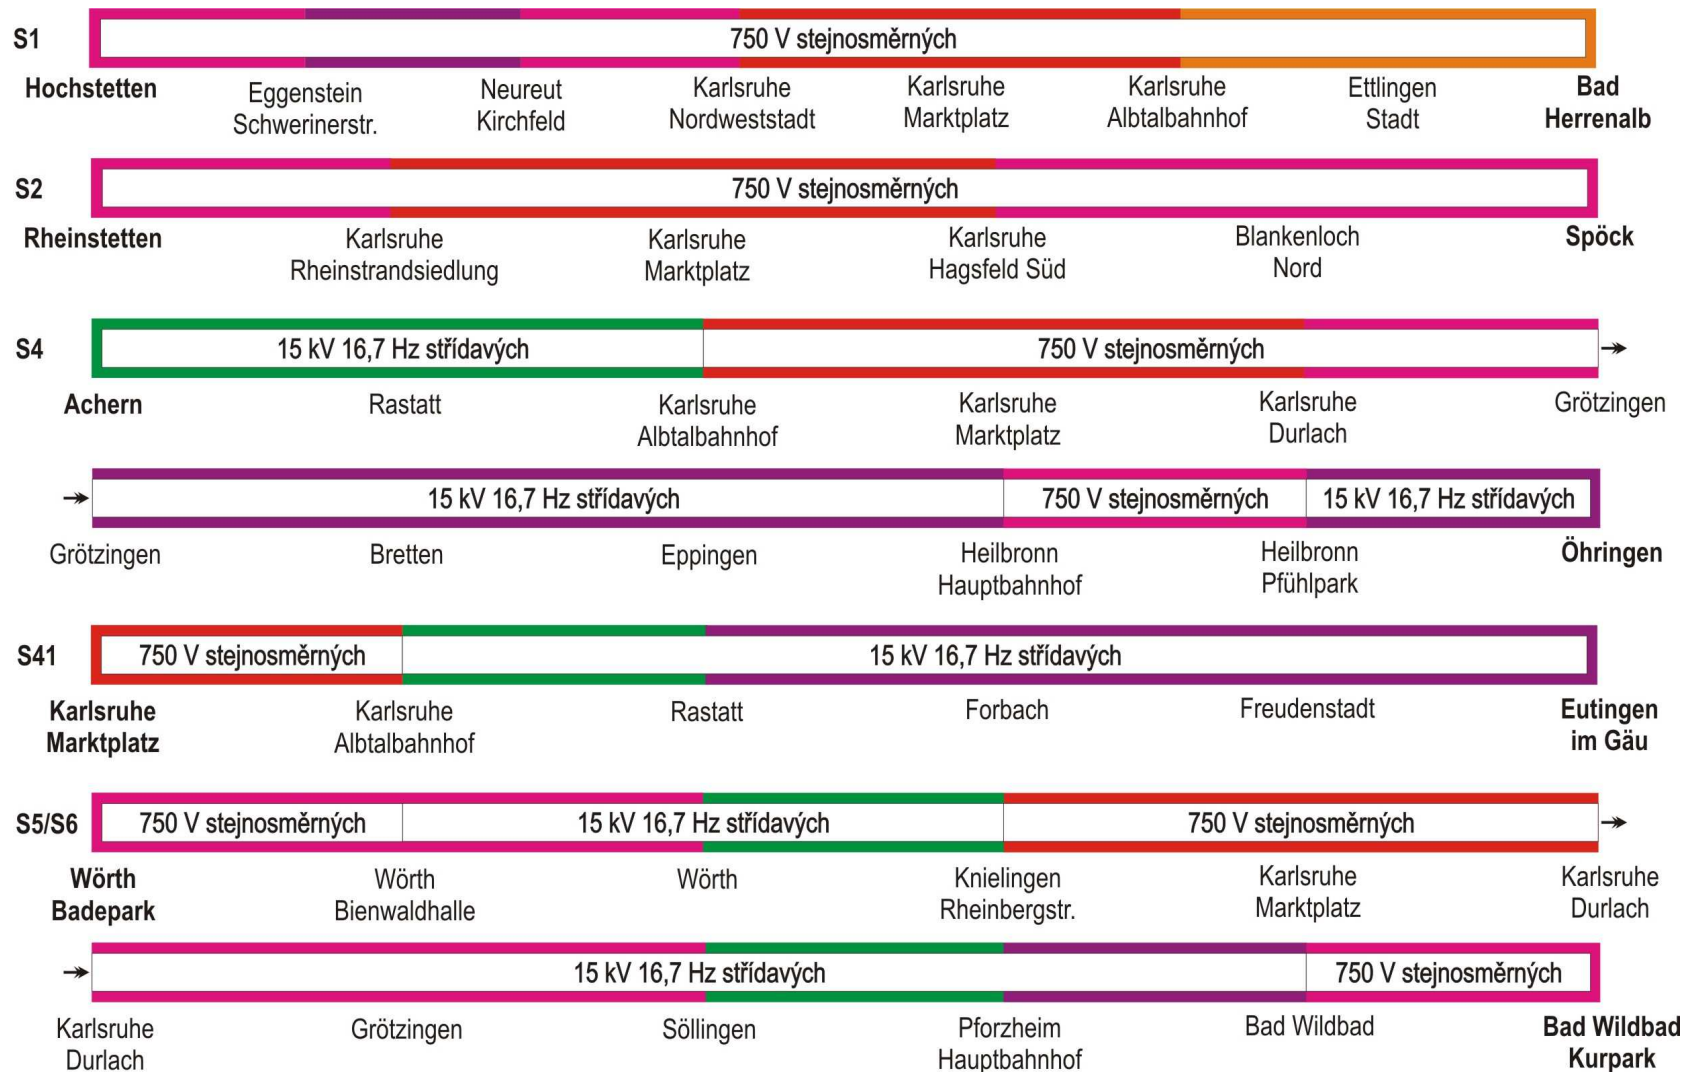 S1
750 V stejnosměrných
Hochstetten
Eggenstein
Schwerinerstr.
Neureut
Kirchfeld
Karlsruhe
Nordweststadt
Karlsruhe
Marktplatz
Karlsruhe
Albtalbahnhof
Ettlingen
Stadt
Bad
Herrenalb
S2
750 V stejnosměrných
Rheinstetten
Karlsruhe
Rheinstrandsiedlung
Karlsruhe
Marktplatz
Karlsruhe
Hagsfeld Süd
Blankenloch
Nord
Spöck
S4
15 kV 16,7 Hz střídavých
750 V stejnosměrných
Achern
Rastatt
Karlsruhe
Albtalbahnhof
Karlsruhe
Marktplatz
Karlsruhe
Durlach
Grötzingen
15 kV 16,7 Hz střídavých
750 V stejnosměrných
15 kV 16,7 Hz střídavých
Grötzingen
Bretten
Eppingen
Heilbronn
Hauptbahnhof
Heilbronn
Pfühlpark
Öhringen
S41
750 V stejnosměrných
15 kV 16,7 Hz střídavých
Karlsruhe
Marktplatz
Karlsruhe
Albtalbahnhof
Rastatt
Forbach
Freudenstadt
Eutingen
im Gäu
S5/S6
750 V stejnosměrných
15 kV 16,7 Hz střídavých
750 V stejnosměrných
Wörth
Badepark
Wörth
Bienwaldhalle
Wörth
Knielingen
Rheinbergstr.
Karlsruhe
Marktplatz
Karlsruhe
Durlach
15 kV 16,7 Hz střídavých
750 V stejnosměrných
Karlsruhe
Durlach
Grötzingen
Söllingen
Pforzheim
Hauptbahnhof
Bad Wildbad
Bad Wildbad
Kurpark